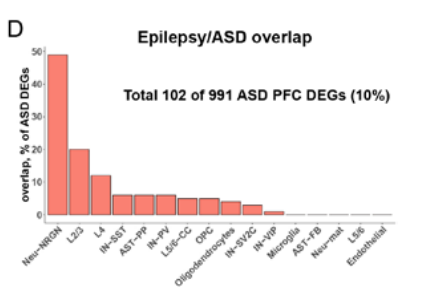 D
Epilepsy/ASD overlap
Total 102 of 991 ASD PFC DEGs (10%)
overlap, % of ASD DEGs
50
40
30
20
10
0
Neu-NRGN
L2/3
L4
IN-SST
AST-PP
IN-PV
L5/6-CC
OPC
Oligodendrocytes
IN-SV2C
IN-VIP
Microglia
AST-FB
Neu-mat
L5/6
Endothelial